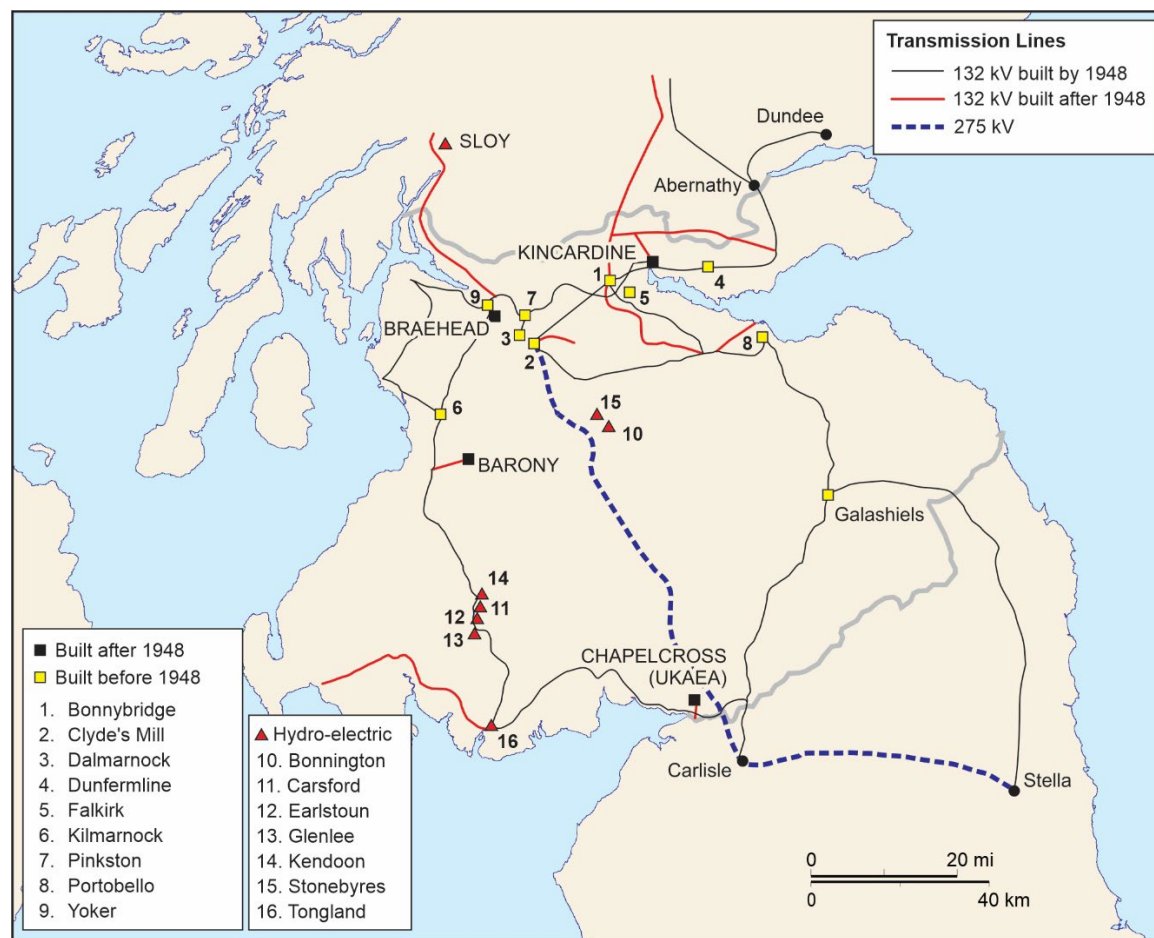 Transmission Lines
132 kV built by 1948
132 kV built after 1948
275 kV
Dundee
SLOY
Abernathy
KINCARDINE
1
4
5
9
7
BRAEHEAD
3
2
8
15
6
10
BARONY
Galashiels
14
11
12
13
CHAPELCROSS
(UKAEA)
16
Carlisle
Stella
Built after 1948
Built before 1948
1. Bonnybridge
2. Clyde's Mill
3. Dalmarnock
4. Dunfermline
5. Falkirk
6. Kilmarnock
7. Pinkston
8. Portobello
9. Yoker
Hydro-electric
10. Bonnington
11. Carsford
12. Earlstoun
13. Glenlee
14. Kendoon
15. Stonebyres
16. Tongland
0 20 mi
0 40 km